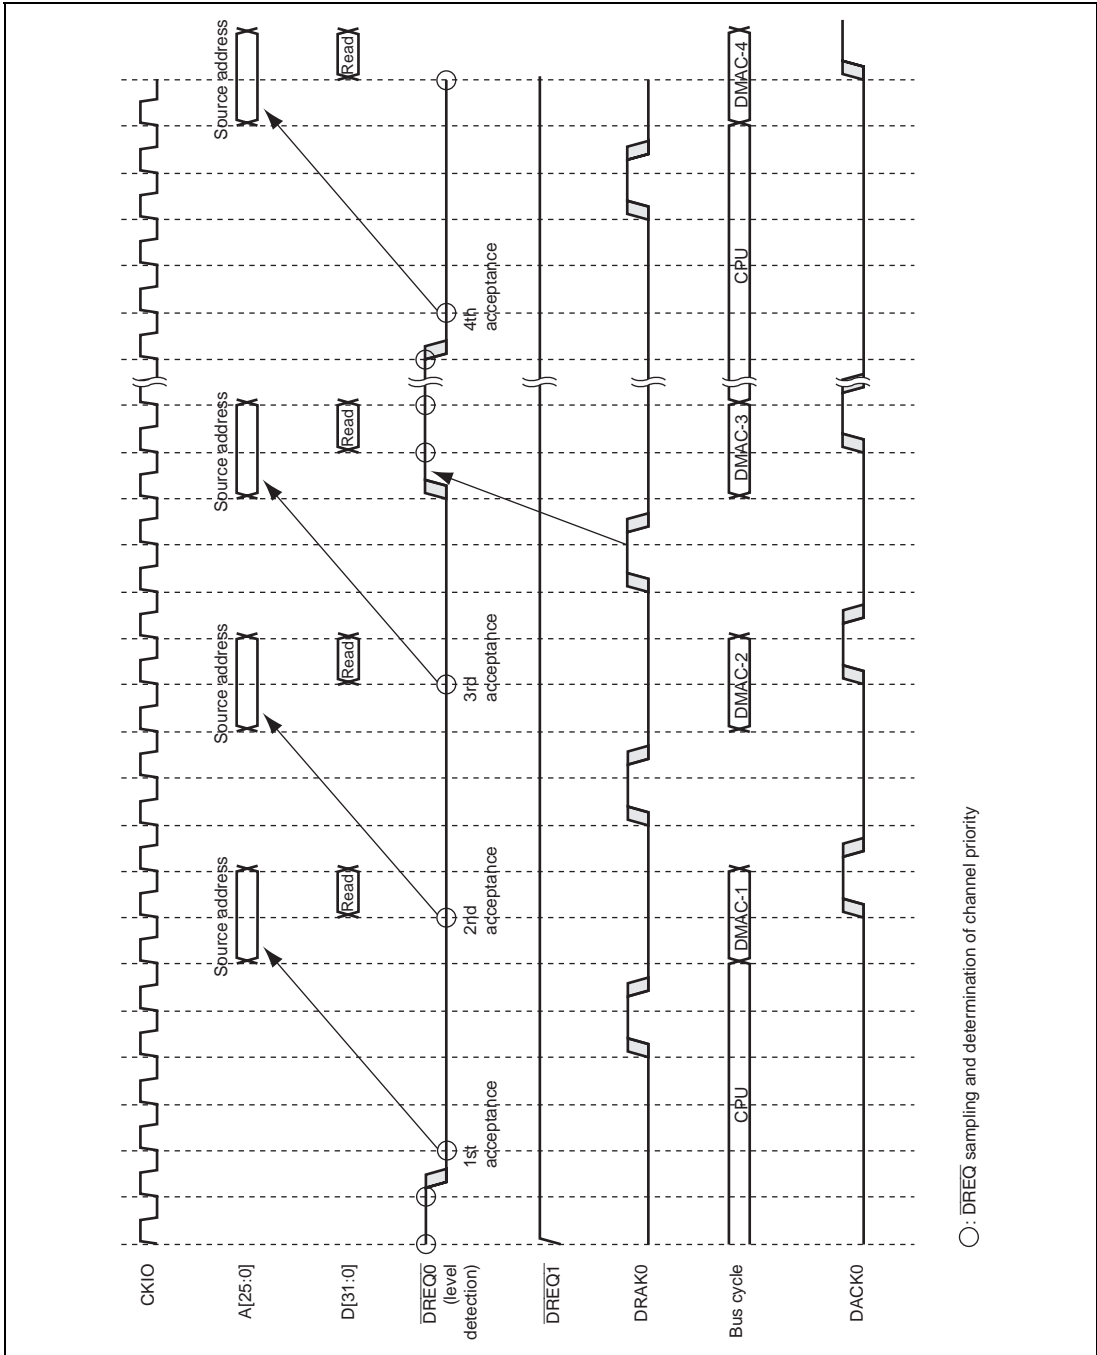 CKIO
Source address
Source address
Source address
Source address
A[25:0]
Read
Read
Read
Read
D[31:0]
DREQ0
(level
detection)
1st
acceptance
2nd
acceptance
3rd
acceptance
4th
acceptance
DREQ1
DRAK0
Bus cycle
CPU
DMAC-1
DMAC-2
DMAC-3
CPU
DMAC-4
DACK0
: DREQ sampling and determination of channel priority